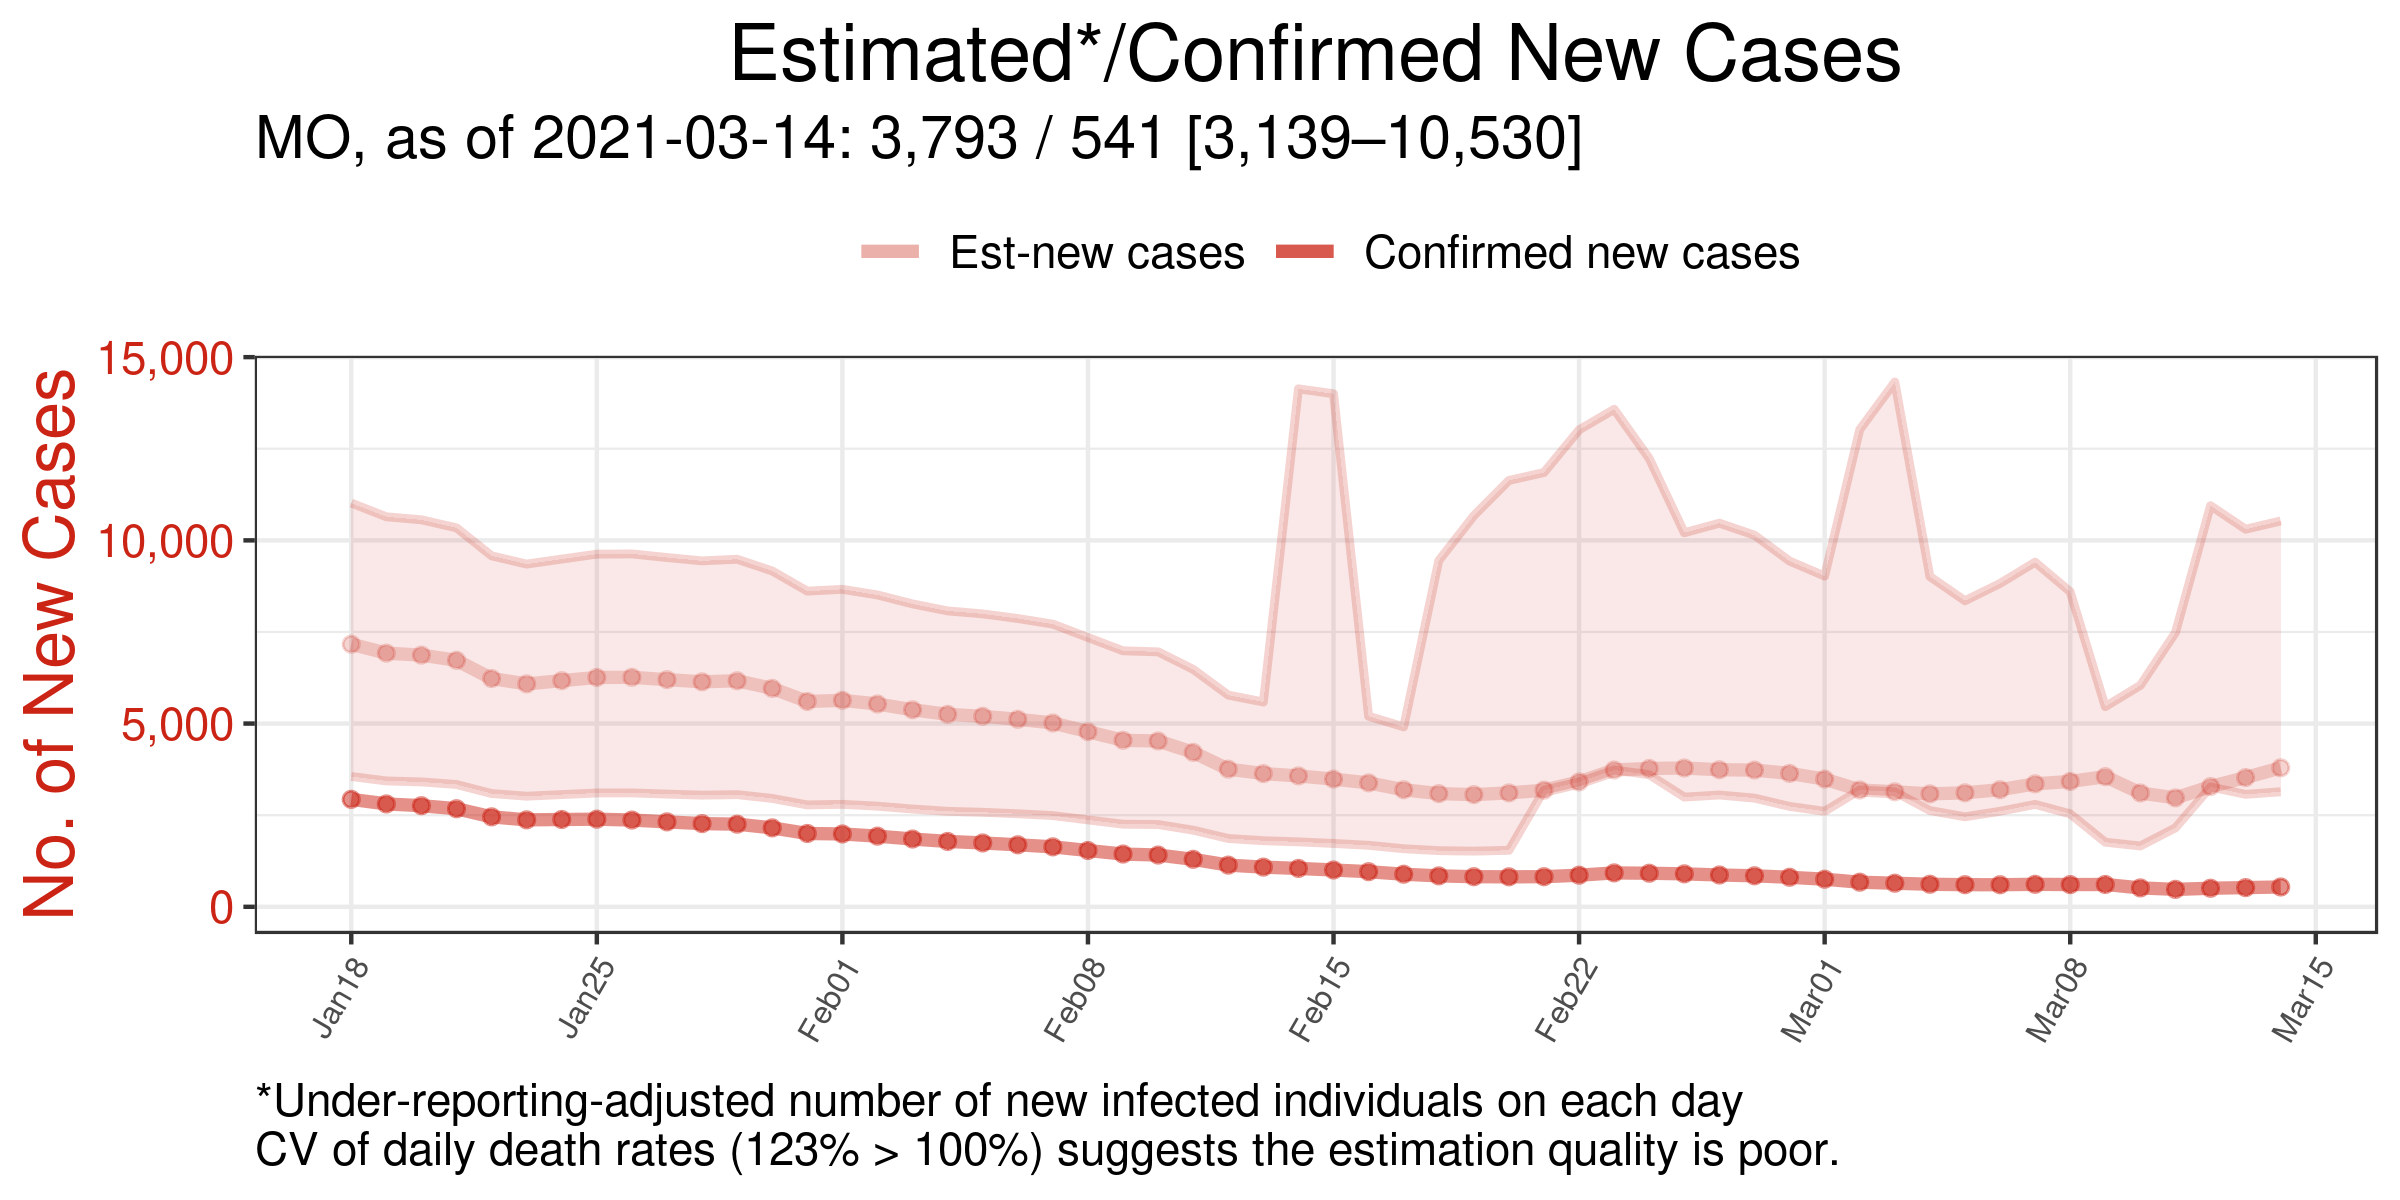 Estimated*/Confirmed New Cases
MO, as of 2021-03-14: 3,793 / 541 [3,139–10,530]
Est-new cases
Confirmed new cases
No. of New Cases
15,000
10,000
5,000
0
Jan18
Jan25
Feb01
Feb08
Feb15
Feb22
Mar01
Mar08
Mar15
*Under-reporting-adjusted number of new infected individuals on each day
CV of daily death rates (123% > 100%) suggests the estimation quality is poor.